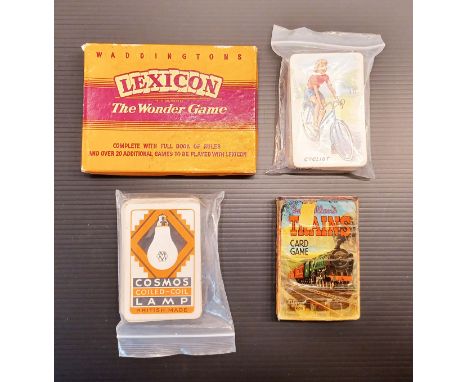 WADDINGTONS
LEXICON
The Wonder Game
COMPLETE WITH FULL BOOK OF RULES
AND OVER 20 ADDITIONAL GAMES TO BE PLAYED WITH LEXICON
CYCLIST
COSMOS
COILED-COIL
LAMP
BRITISH MADE
TRAINS
CARD
GAME